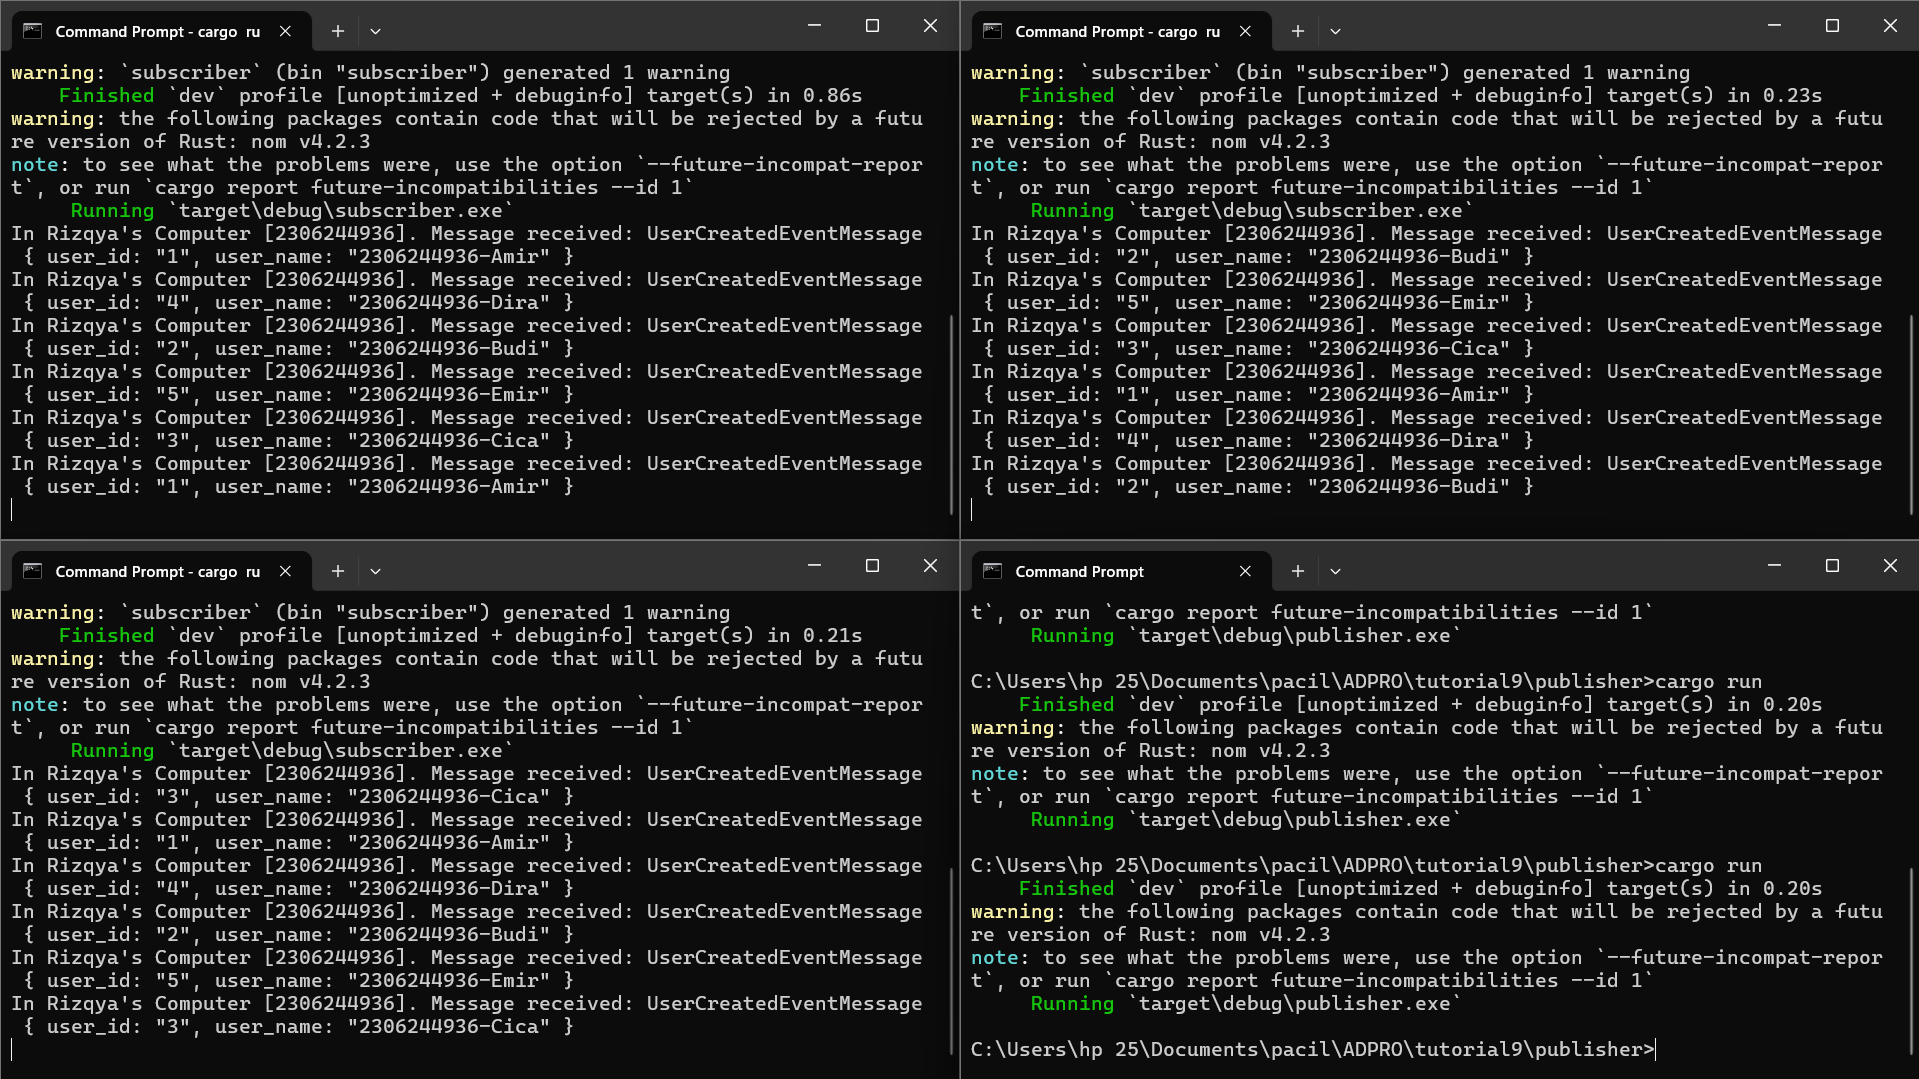 Command Prompt - cargo  ru
warning: `subscriber` (bin "subscriber") generated 1 warning
    Finished `dev` profile [unoptimized + debuginfo] target(s) in 0.86s
warning: the following packages contain code that will be rejected by a futu
re version of Rust: nom v4.2.3
note: to see what the problems were, use the option `--future-incompat-repor
t`, or run `cargo report future-incompatibilities --id 1`
     Running `target\debug\subscriber.exe`
In Rizqya's Computer [2306244936]. Message received: UserCreatedEventMessage
 { user_id: "1", user_name: "2306244936-Amir" }
In Rizqya's Computer [2306244936]. Message received: UserCreatedEventMessage
 { user_id: "4", user_name: "2306244936-Dira" }
In Rizqya's Computer [2306244936]. Message received: UserCreatedEventMessage
 { user_id: "2", user_name: "2306244936-Budi" }
In Rizqya's Computer [2306244936]. Message received: UserCreatedEventMessage
 { user_id: "5", user_name: "2306244936-Emir" }
In Rizqya's Computer [2306244936]. Message received: UserCreatedEventMessage
 { user_id: "3", user_name: "2306244936-Cica" }
In Rizqya's Computer [2306244936]. Message received: UserCreatedEventMessage
 { user_id: "1", user_name: "2306244936-Amir" }
Command Prompt - cargo  ru
warning: `subscriber` (bin "subscriber") generated 1 warning
    Finished `dev` profile [unoptimized + debuginfo] target(s) in 0.23s
warning: the following packages contain code that will be rejected by a futu
re version of Rust: nom v4.2.3
note: to see what the problems were, use the option `--future-incompat-repor
t`, or run `cargo report future-incompatibilities --id 1`
     Running `target\debug\subscriber.exe`
In Rizqya's Computer [2306244936]. Message received: UserCreatedEventMessage
 { user_id: "2", user_name: "2306244936-Budi" }
In Rizqya's Computer [2306244936]. Message received: UserCreatedEventMessage
 { user_id: "5", user_name: "2306244936-Emir" }
In Rizqya's Computer [2306244936]. Message received: UserCreatedEventMessage
 { user_id: "3", user_name: "2306244936-Cica" }
In Rizqya's Computer [2306244936]. Message received: UserCreatedEventMessage
 { user_id: "1", user_name: "2306244936-Amir" }
In Rizqya's Computer [2306244936]. Message received: UserCreatedEventMessage
 { user_id: "4", user_name: "2306244936-Dira" }
In Rizqya's Computer [2306244936]. Message received: UserCreatedEventMessage
 { user_id: "2", user_name: "2306244936-Budi" }
Command Prompt - cargo  ru
warning: `subscriber` (bin "subscriber") generated 1 warning
    Finished `dev` profile [unoptimized + debuginfo] target(s) in 0.21s
warning: the following packages contain code that will be rejected by a futu
re version of Rust: nom v4.2.3
note: to see what the problems were, use the option `--future-incompat-repor
t`, or run `cargo report future-incompatibilities --id 1`
     Running `target\debug\subscriber.exe`
In Rizqya's Computer [2306244936]. Message received: UserCreatedEventMessage
 { user_id: "3", user_name: "2306244936-Cica" }
In Rizqya's Computer [2306244936]. Message received: UserCreatedEventMessage
 { user_id: "1", user_name: "2306244936-Amir" }
In Rizqya's Computer [2306244936]. Message received: UserCreatedEventMessage
 { user_id: "4", user_name: "2306244936-Dira" }
In Rizqya's Computer [2306244936]. Message received: UserCreatedEventMessage
 { user_id: "2", user_name: "2306244936-Budi" }
In Rizqya's Computer [2306244936]. Message received: UserCreatedEventMessage
 { user_id: "5", user_name: "2306244936-Emir" }
In Rizqya's Computer [2306244936]. Message received: UserCreatedEventMessage
 { user_id: "3", user_name: "2306244936-Cica" }
Command Prompt
t`, or run `cargo report future-incompatibilities --id 1`
     Running `target\debug\publisher.exe`
C:\Users\hp 25\Documents\pacil\ADPRO\tutorial9\publisher>cargo run
    Finished `dev` profile [unoptimized + debuginfo] target(s) in 0.20s
warning: the following packages contain code that will be rejected by a futu
re version of Rust: nom v4.2.3
note: to see what the problems were, use the option `--future-incompat-repor
t`, or run `cargo report future-incompatibilities --id 1`
     Running `target\debug\publisher.exe`
C:\Users\hp 25\Documents\pacil\ADPRO\tutorial9\publisher>cargo run
    Finished `dev` profile [unoptimized + debuginfo] target(s) in 0.20s
warning: the following packages contain code that will be rejected by a futu
re version of Rust: nom v4.2.3
note: to see what the problems were, use the option `--future-incompat-repor
t`, or run `cargo report future-incompatibilities --id 1`
     Running `target\debug\publisher.exe`
C:\Users\hp 25\Documents\pacil\ADPRO\tutorial9\publisher>